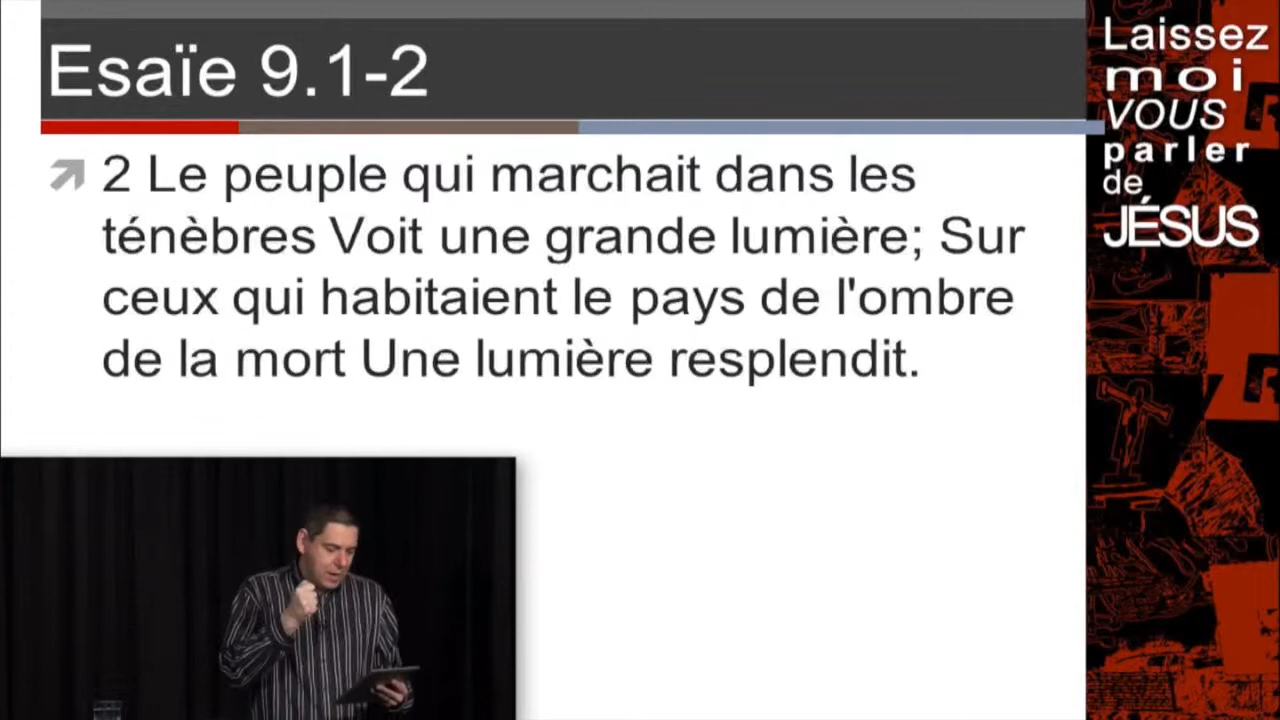 Esaïe 9.1-2
2 Le peuple qui marchait dans les
ténèbres Voit une grande lumière; Sur
ceux qui habitaient le pays de l'ombre
de la mort Une lumière resplendit.
Laissez
moi
VOUS
parler
de
JÉSUS